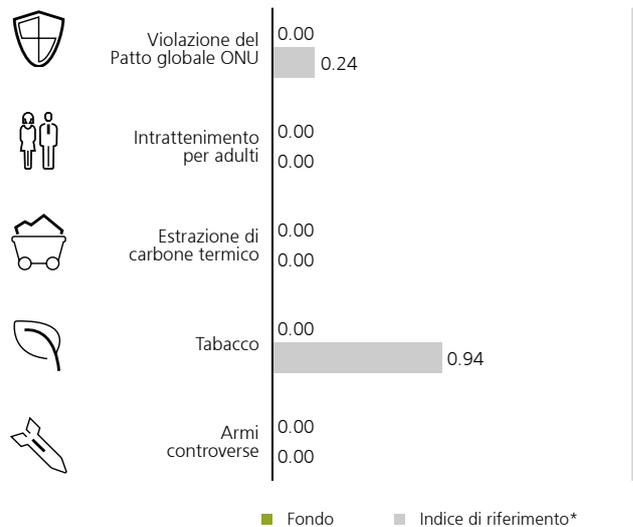 Violazione del
Patto globale ONU
0.00
0.24
Intrattenimento
per adulti
0.00
0.00
Estrazione di
carbone termico
0.00
0.00
Tabacco
0.00
0.94
Armi
controverse
0.00
0.00
Fondo
Indice di riferimento*